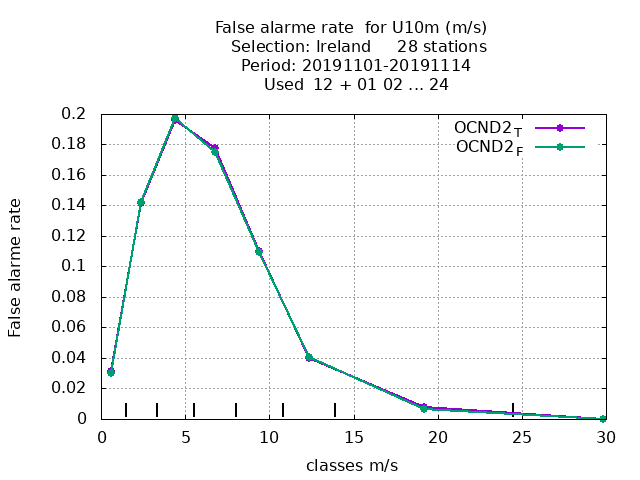 False alarme rate  for U10m (m/s)
Selection: Ireland     28 stations
Period: 20191101-20191114
Used  12 + 01 02 ... 24
OCND2T
OCND2F
0.2
0.18
0.16
0.14
0.12
0.1
0.08
0.06
0.04
0.02
0
False alarme rate
0 5 10 15 20 25 30
classes m/s